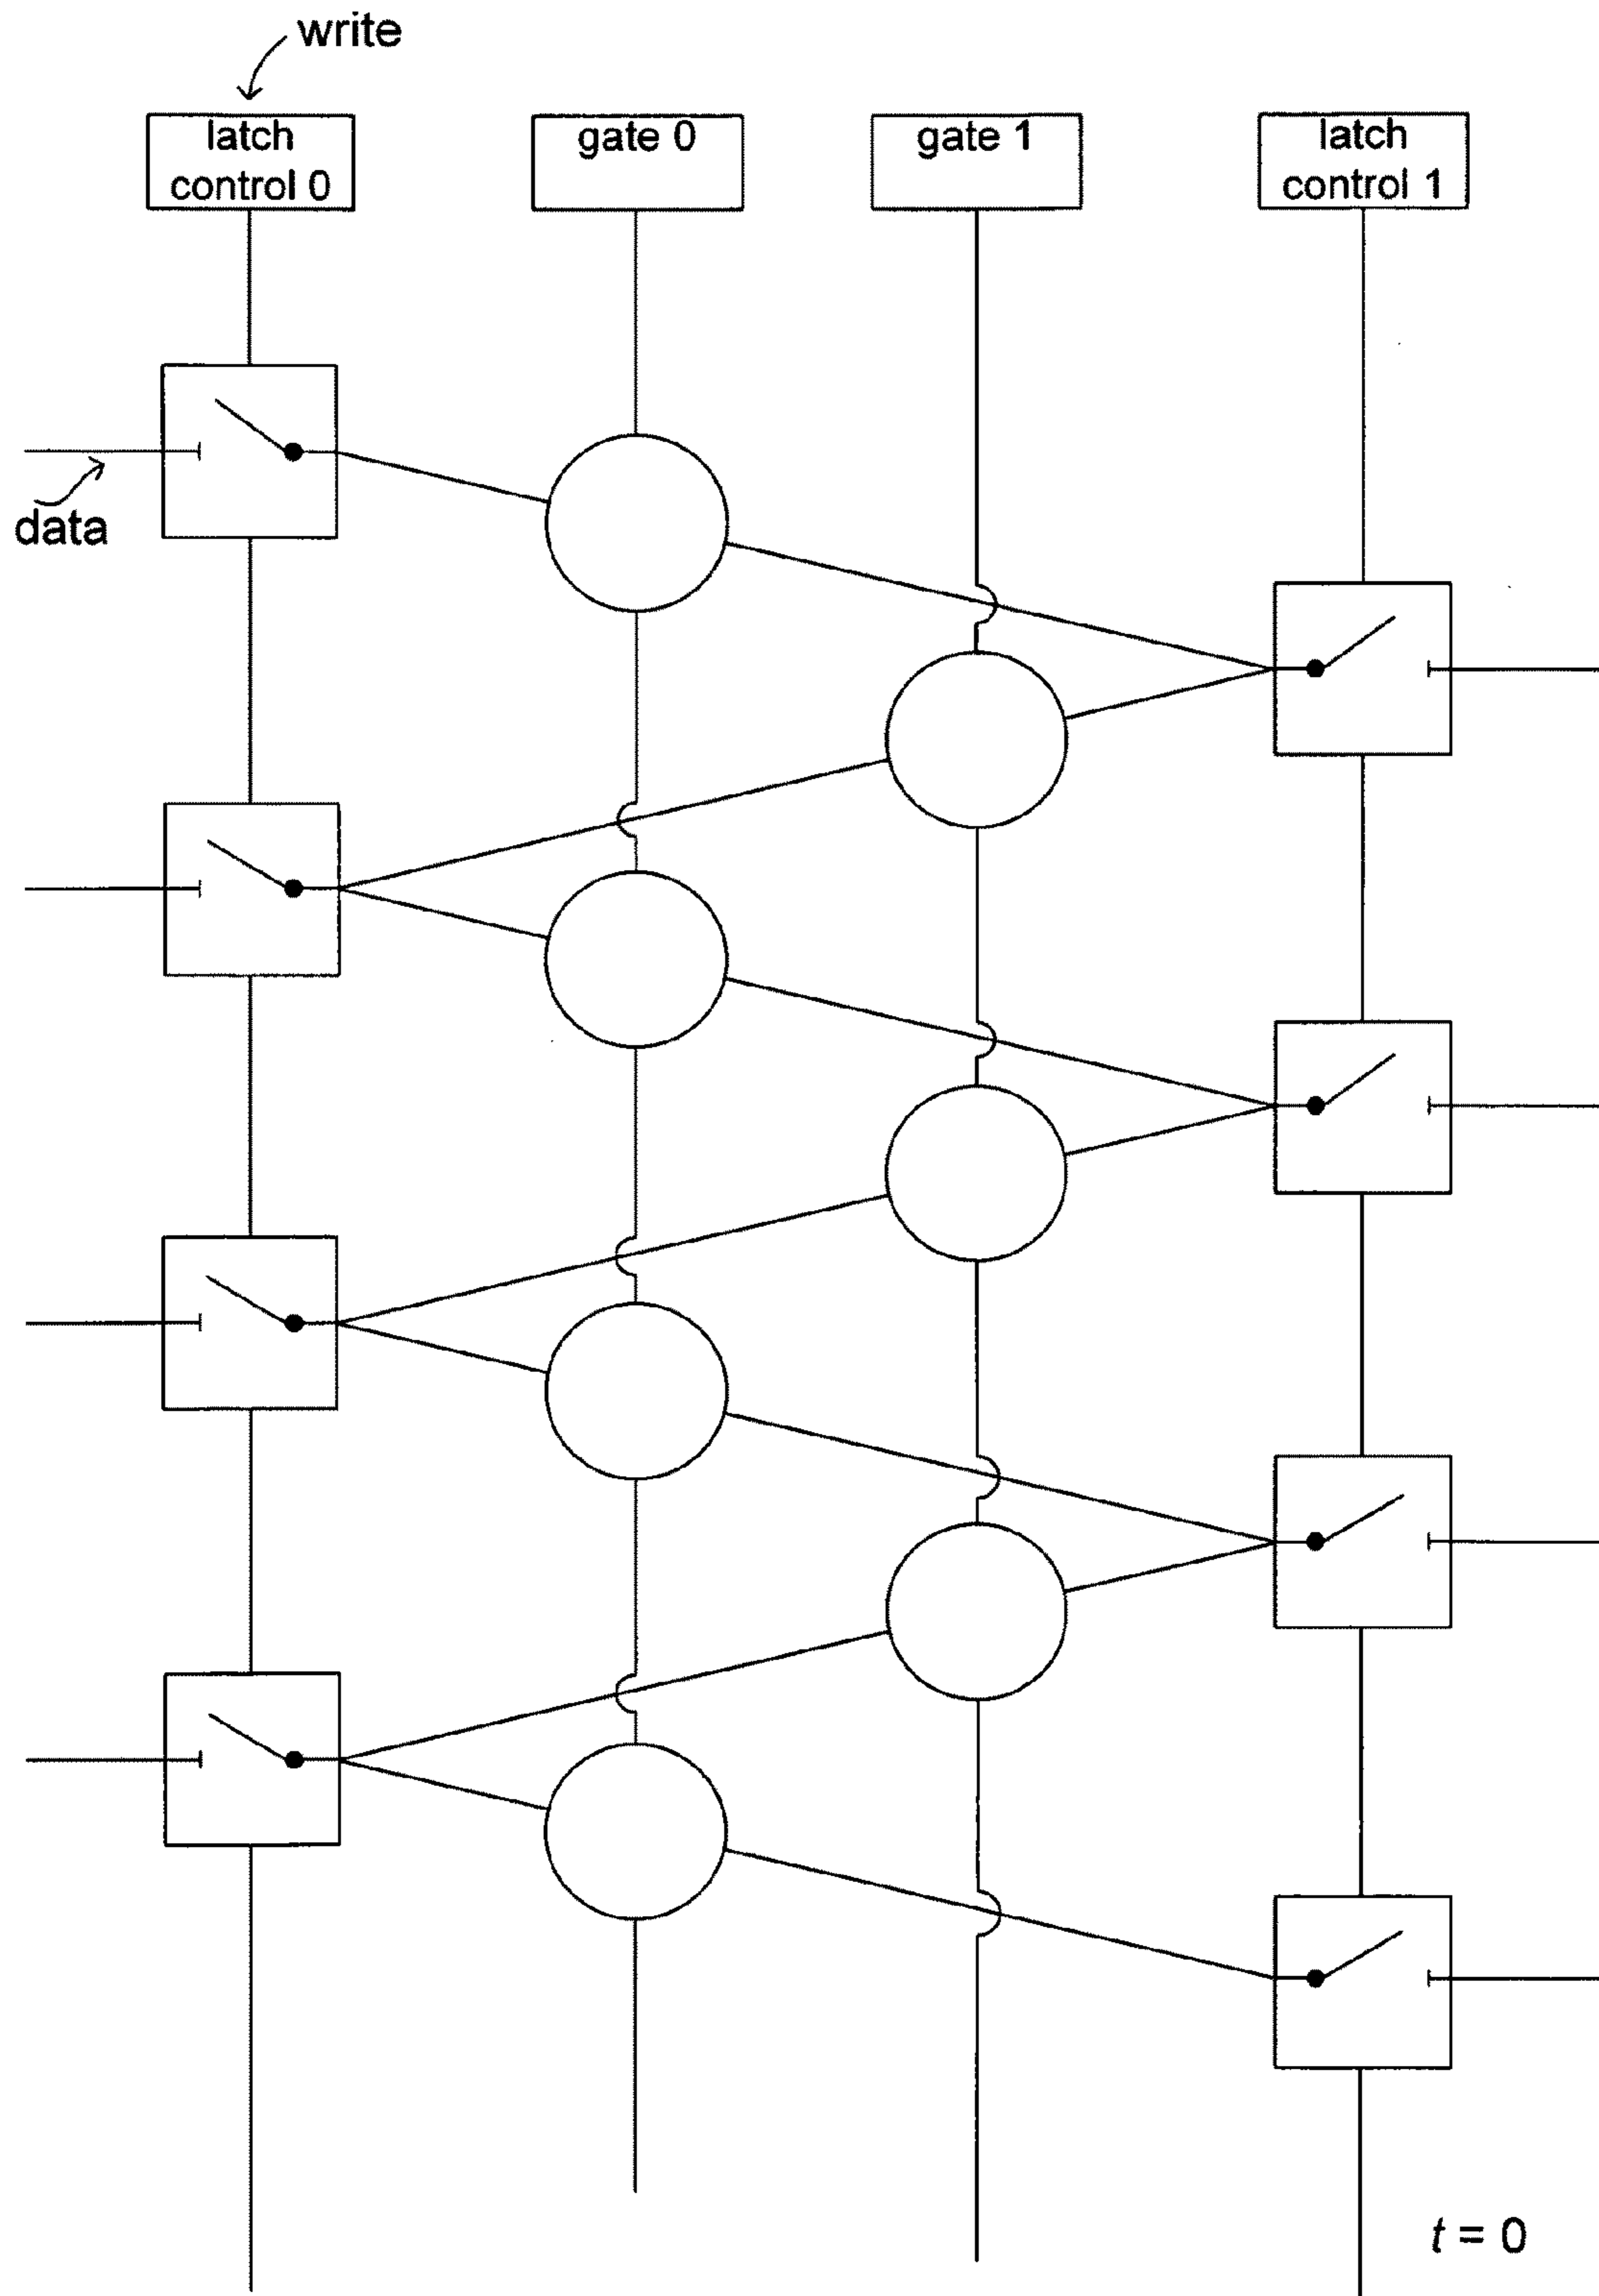 write
latch
control 0
gate 0
gate 1
latch
control 1
data
t = 0